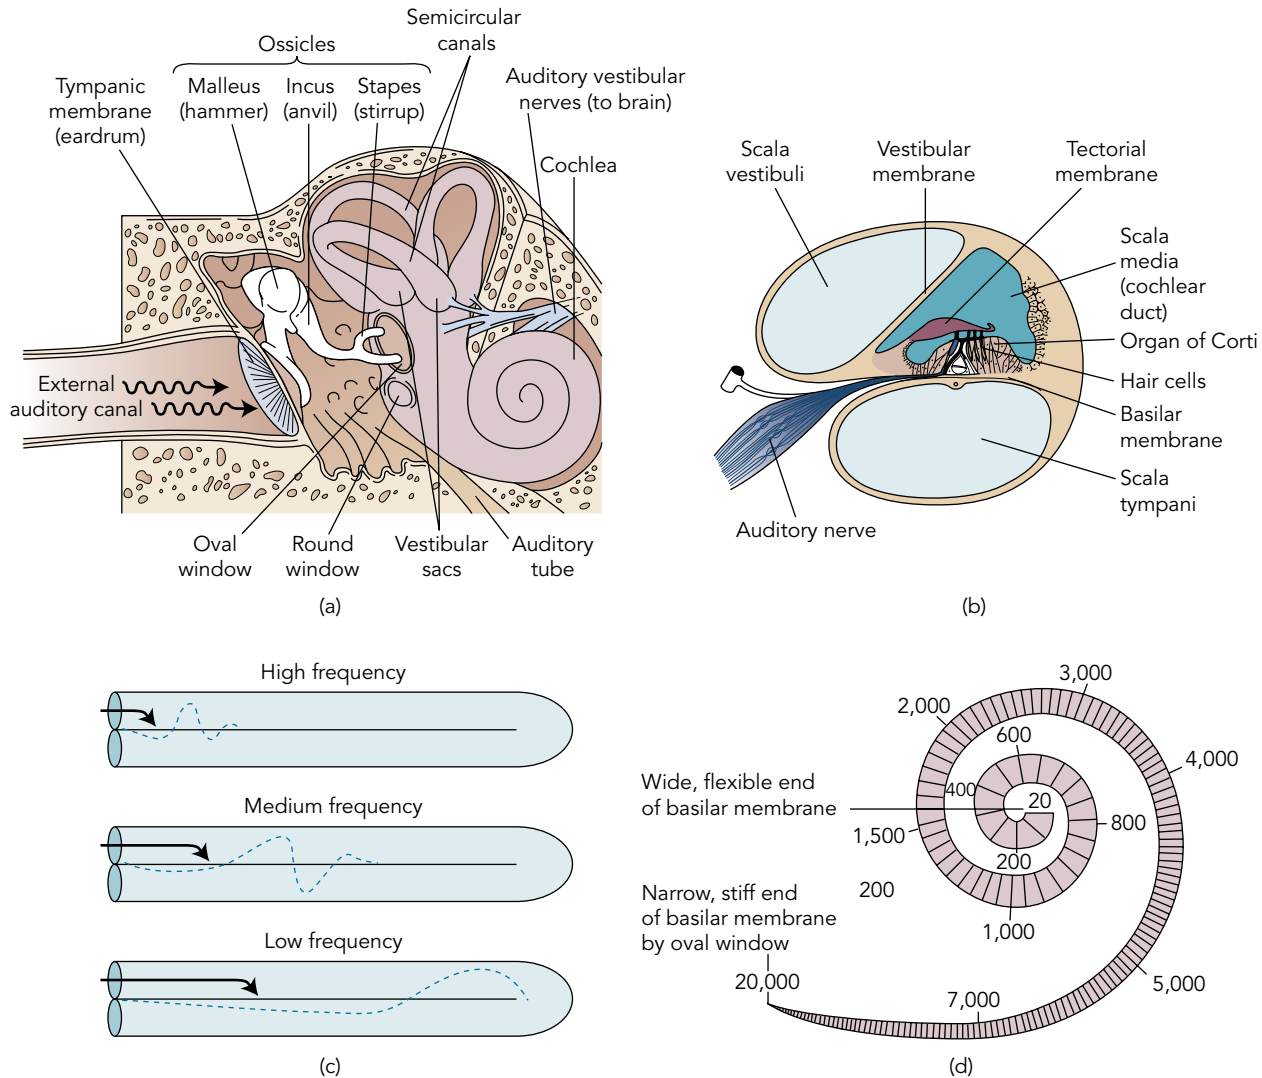 Semicircular
canals
Ossicles
Tympanic
membrane
(eardrum)
Malleus
(hammer)
Incus
(anvil)
Stapes
(stirrup)
Auditory vestibular
nerves (to brain)
Cochlea
External
auditory canal
Oval
window
Round
window
Vestibular
sacs
Auditory
tube
(a)
Scala
vestibuli
Vestibular
membrane
Tectorial
membrane
Scala
media
(cochlear
duct)
Organ of Corti
Hair cells
Basilar
membrane
Scala
tympani
Auditory nerve
(b)
High frequency
Medium frequency
Low frequency
(c)
3,000
2,000
600
4,000
Wide, flexible end
of basilar membrane
400
20
1,500
800
200
Narrow, stiff end
of basilar membrane
by oval window
200
1,000
20,000
7,000
5,000
(d)